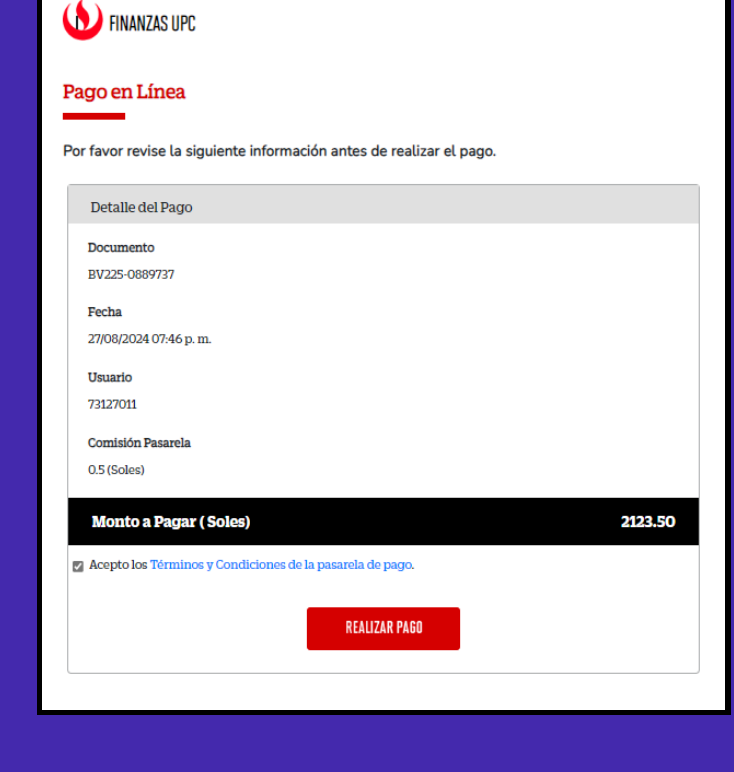 FINANZAS UPC
Pago en Línea
Por favor revise la siguiente información antes de realizar el pago.
Detalle del Pago
Documento
BV225-0889737
Fecha
27/08/2024 07:46 p. m.
Usuario
73127011
Comisión Pasarela
0.5 (Soles)
Monto a Pagar ( Soles) 2123.50
Acepto los Términos y Condiciones de la pasarela de pago.
REALIZAR PAGO